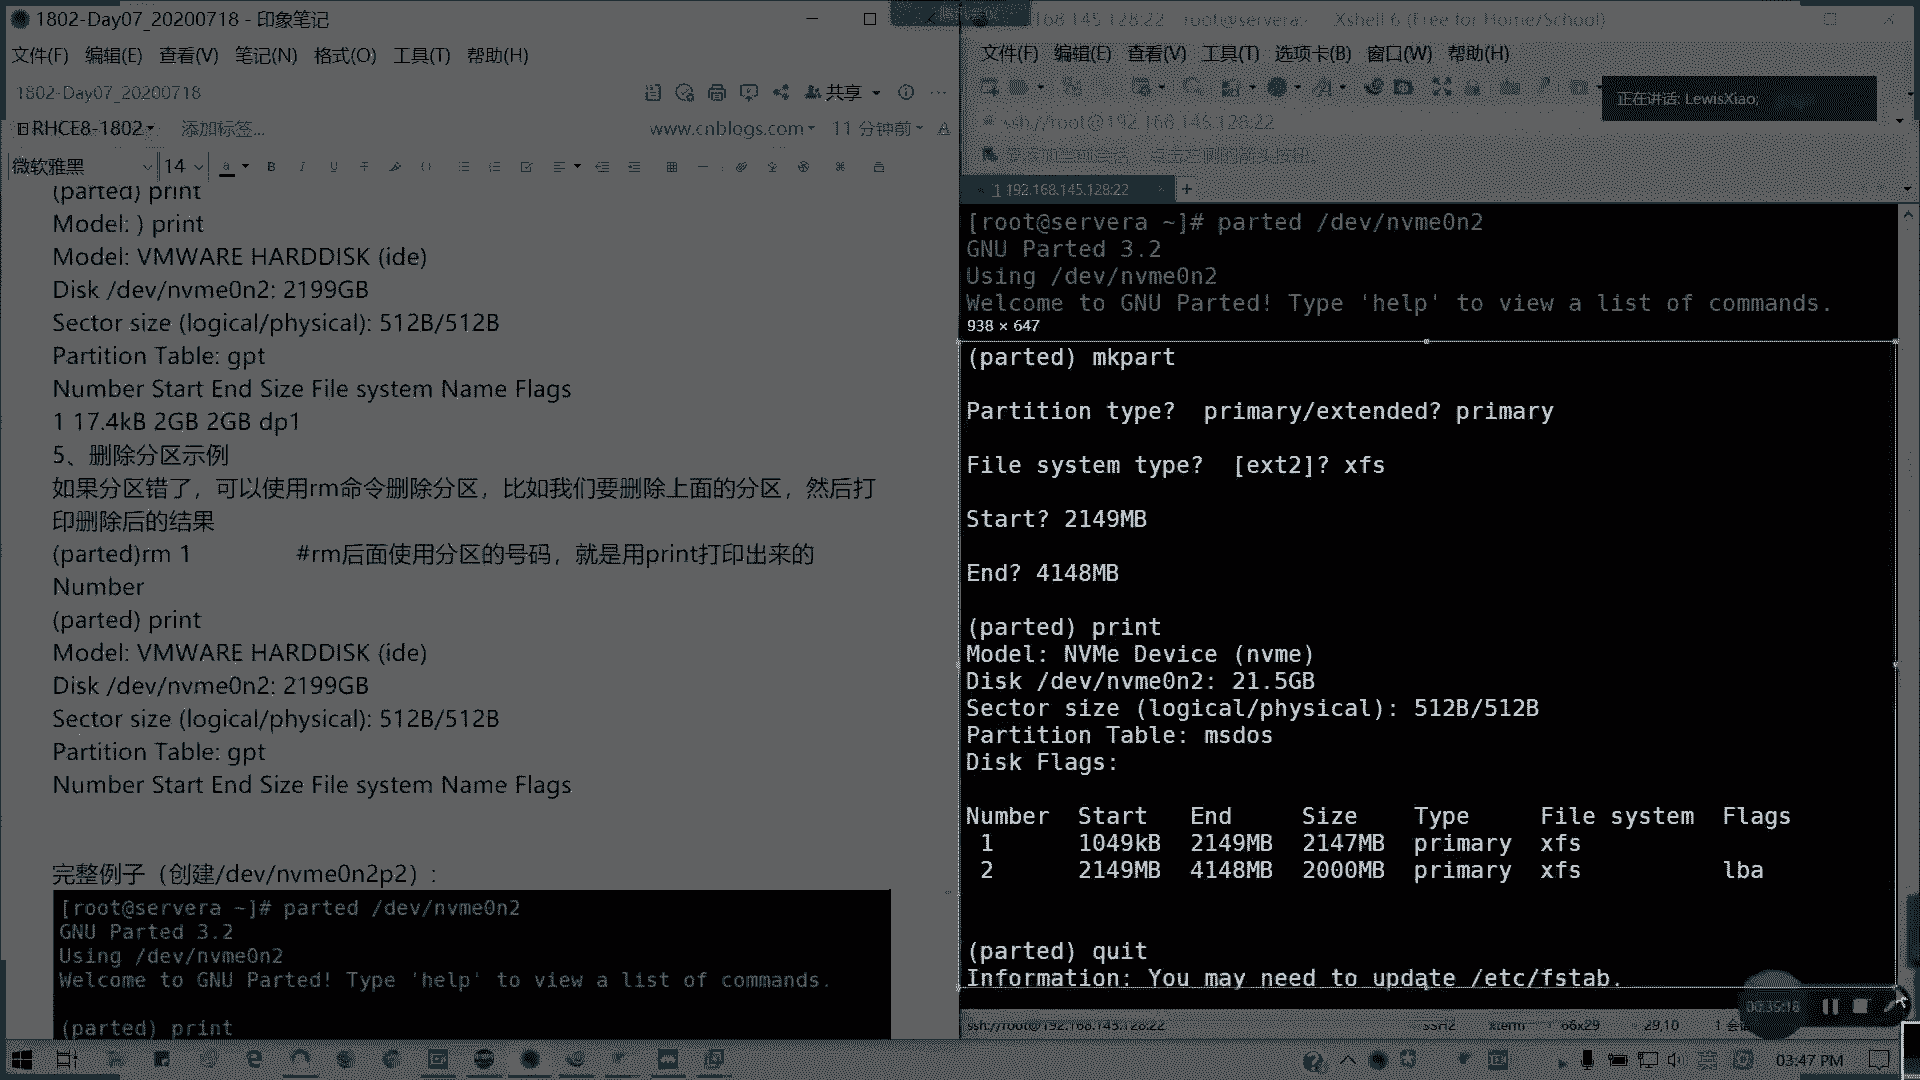 1802-Day07_20200718 - 印象笔记
文件(F) 编辑(E) 查看(V) 笔记(N) 格式(O) 工具(T) 帮助(H)
1802-Day07_20200718
共享
RHCE8-1802
添加标签...
www.cnblogs.com
11 分钟前
微软雅黑
14
(parted) print
Model: ) print
Model: VMWARE HARDDISK (ide)
Disk /dev/nvme0n2: 2199GB
Sector size (logical/physical): 512B/512B
Partition Table: gpt
Number Start End Size File system Name Flags
1 17.4kB 2GB 2GB dp1
5、删除分区示例
如果分区错了，可以使用rm命令删除分区，比如我们要删除上面的分区，然后打
印删除后的结果
(parted)rm 1 #rm后面使用分区的号码，就是用print打印出来的
Number
(parted) print
Model: VMWARE HARDDISK (ide)
Disk /dev/nvme0n2: 2199GB
Sector size (logical/physical): 512B/512B
Partition Table: gpt
Number Start End Size File system Name Flags
完整例子（创建/dev/nvme0n2p2）:
[root@servera ~]# parted /dev/nvme0n2
GNU Parted 3.2
Using /dev/nvme0n2
Welcome to GNU Parted! Type 'help' to view a list of commands.
(parted) print
168.145.128:22 root@servera:~ Xshell 6 (Free for Home/School)
文件(F) 编辑(E) 查看(V) 工具(T) 选项卡(B) 窗口(W) 帮助(H)
正在讲话: LewisXiao;
ssh://root@192.168.145.128:22
1 192.168.145.128:22
[root@servera ~]# parted /dev/nvme0n2
GNU Parted 3.2
Using /dev/nvme0n2
Welcome to GNU Parted! Type 'help' to view a list of commands.
938 × 647
(parted) mkpart
Partition type? primary/extended? primary
File system type? [ext2]? xfs
Start? 2149MB
End? 4148MB
(parted) print
Model: NVMe Device (nvme)
Disk /dev/nvme0n2: 21.5GB
Sector size (logical/physical): 512B/512B
Partition Table: msdos
Disk Flags:
Number Start End Size Type File system Flags
1 1049kB 2149MB 2147MB primary xfs
2 2149MB 4148MB 2000MB primary xfs lba
(parted) quit
Information: You may need to update /etc/fstab.
00:35:18
ssh://root@192.168.145.128:22 SSH2 xterm 66x29 29,10
03:47 PM